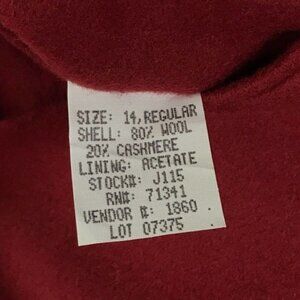 SIZE: 14,REGULAR
SHELL: 80% WOOL
20% CASHMERE
LINING: ACETATE
STOCK#: J115
RN#: 71341
VENDOR #: 1860 .
LOT 07375